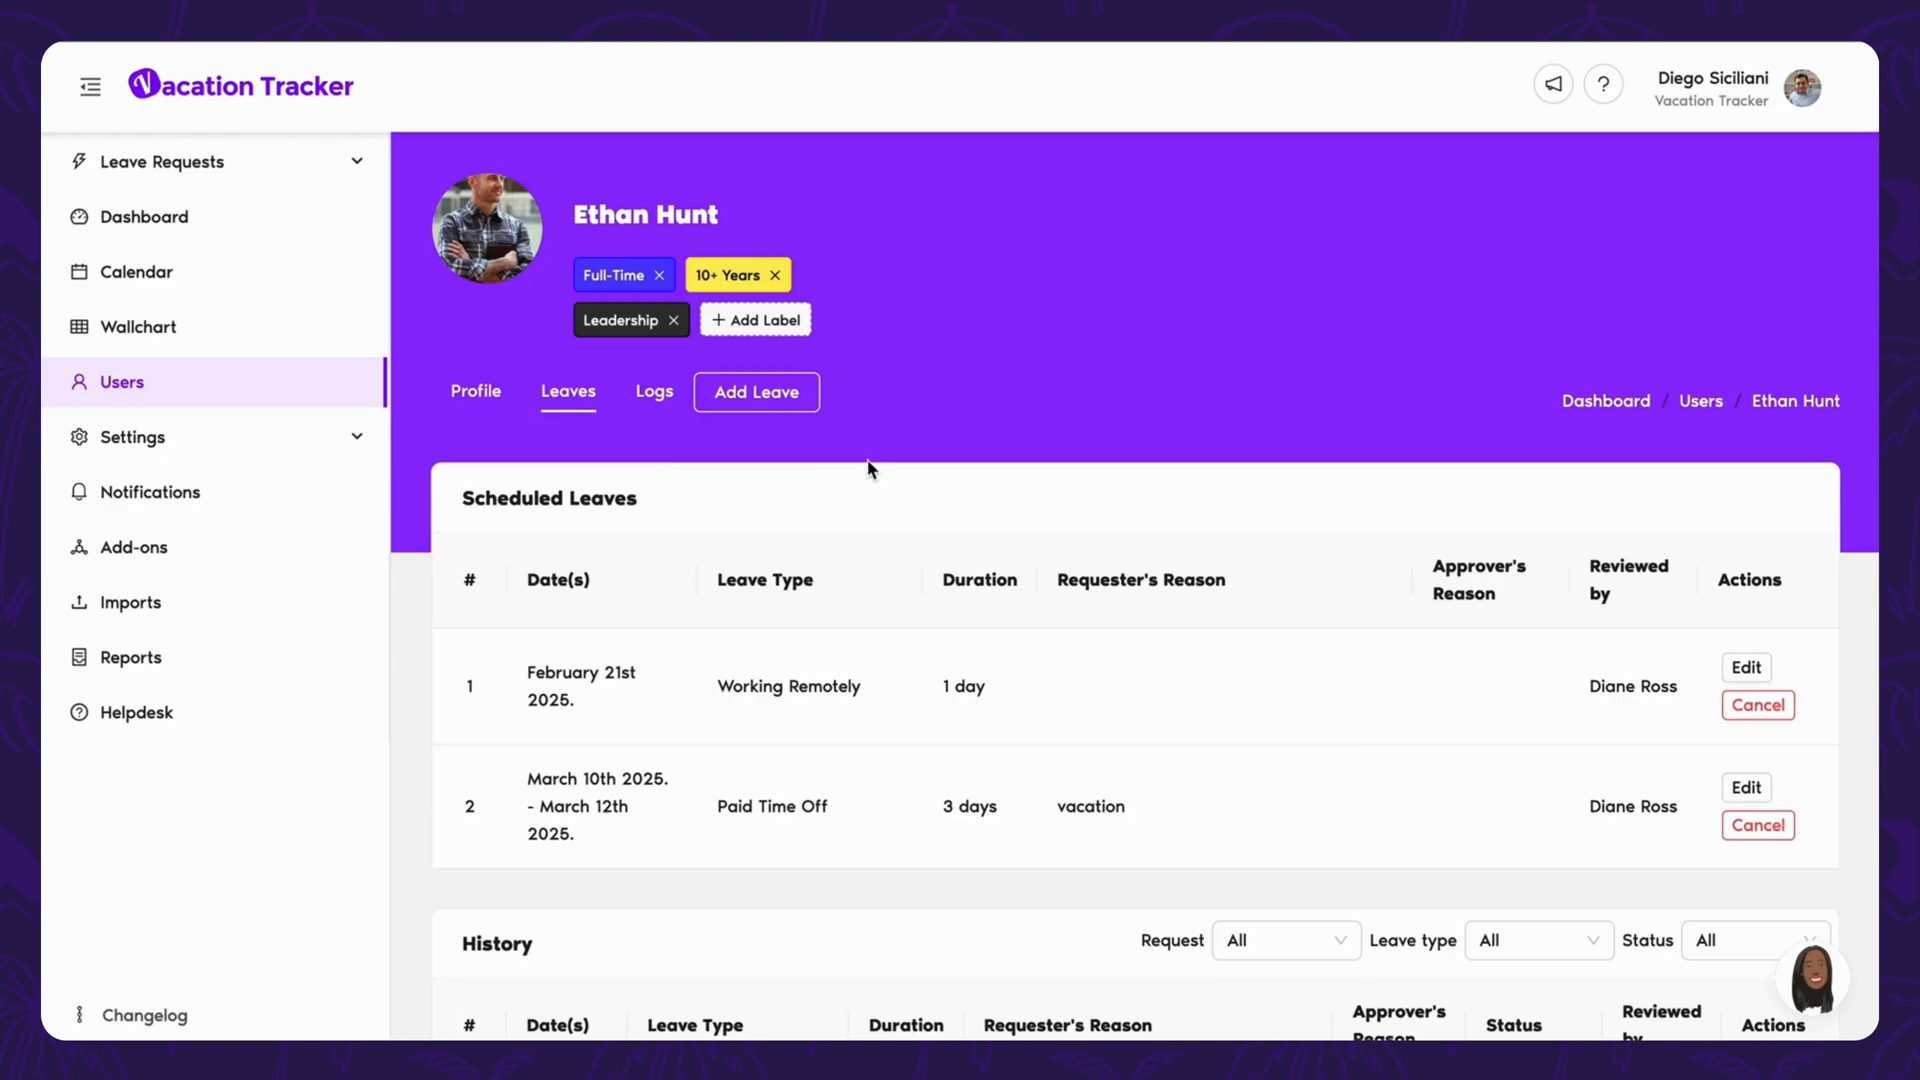 Vacation Tracker
Diego Siciliani
Vacation Tracker
Leave Requests
Dashboard
Calendar
Wallchart
Users
Settings
Notifications
Add-ons
Imports
Reports
Helpdesk
Changelog
Ethan Hunt
Full-Time
10+ Years
Leadership
+ Add Label
Profile Leaves Logs Add Leave
Dashboard / Users / Ethan Hunt
Scheduled Leaves
# Date(s) Leave Type Duration Requester's Reason Approver's Reason Reviewed by Actions
1 February 21st 2025. Working Remotely 1 day Diane Ross Edit Cancel
2 March 10th 2025. - March 12th 2025. Paid Time Off 3 days vacation Diane Ross Edit Cancel
History
Request All Leave type All Status All
# Date(s) Leave Type Duration Requester's Reason Approver's Reason Status Reviewed by Actions